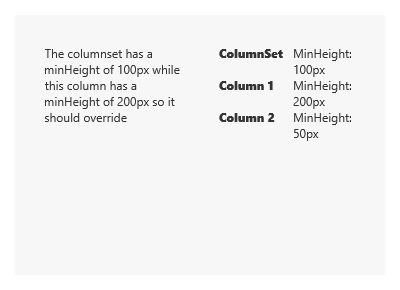 The columnset has a
minHeight of 100px while
this column has a
minHeight of 200px so it
should override
ColumnSet MinHeight:
100px
Column 1 MinHeight:
200px
Column 2 MinHeight:
50px